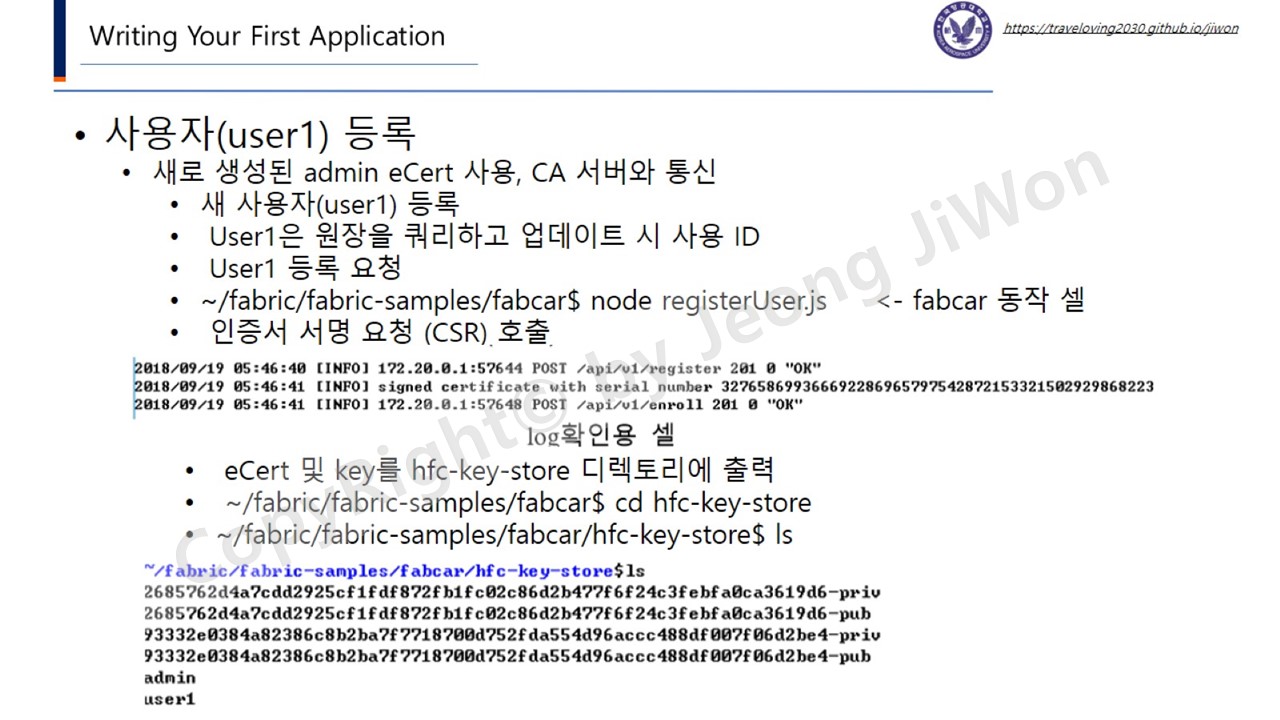 Writing Your First Application
https://traveloving2030.github.io/jiwon
• 사용자(user1) 등록
• 새로 생성된 admin eCert 사용, CA 서버와 통신
• 새 사용자(user1) 등록
• User1은 원장을 쿼리하고 업데이트 시 사용 ID
• User1 등록 요청
• ~/fabric/fabric-samples/fabcar$ node registerUser.js <- fabcar 동작 셀
• 인증서 서명 요청 (CSR) 호출
2018/09/19 05:46:40 [INFO] 172.20.0.1:57644 POST /api/v1/register 201 0 "OK"
2018/09/19 05:46:41 [INFO] signed certificate with serial number 327658699366692286965797542872153321502929868223
2018/09/19 05:46:41 [INFO] 172.20.0.1:57648 POST /api/v1/enroll 201 0 "OK"
log확인용 셀
• eCert 및 key를 hfc-key-store 디렉토리에 출력
• ~/fabric/fabric-samples/fabcar$ cd hfc-key-store
• ~/fabric/fabric-samples/fabcar/hfc-key-store$ ls
~/fabric/fabric-samples/fabcar/hfc-key-store$ls
2685762d4a7cdd2925cf1fdf872fb1fc02c86d2b477f6f24c3febfa0ca3619d6-priv
2685762d4a7cdd2925cf1fdf872fb1fc02c86d2b477f6f24c3febfa0ca3619d6-pub
93332e0384a82386c8b2ba7f7718700d752fda554d96accc488df007f06d2be4-priv
93332e0384a82386c8b2ba7f7718700d752fda554d96accc488df007f06d2be4-pub
admin
user1
CopyRight© by Jeong JiWon